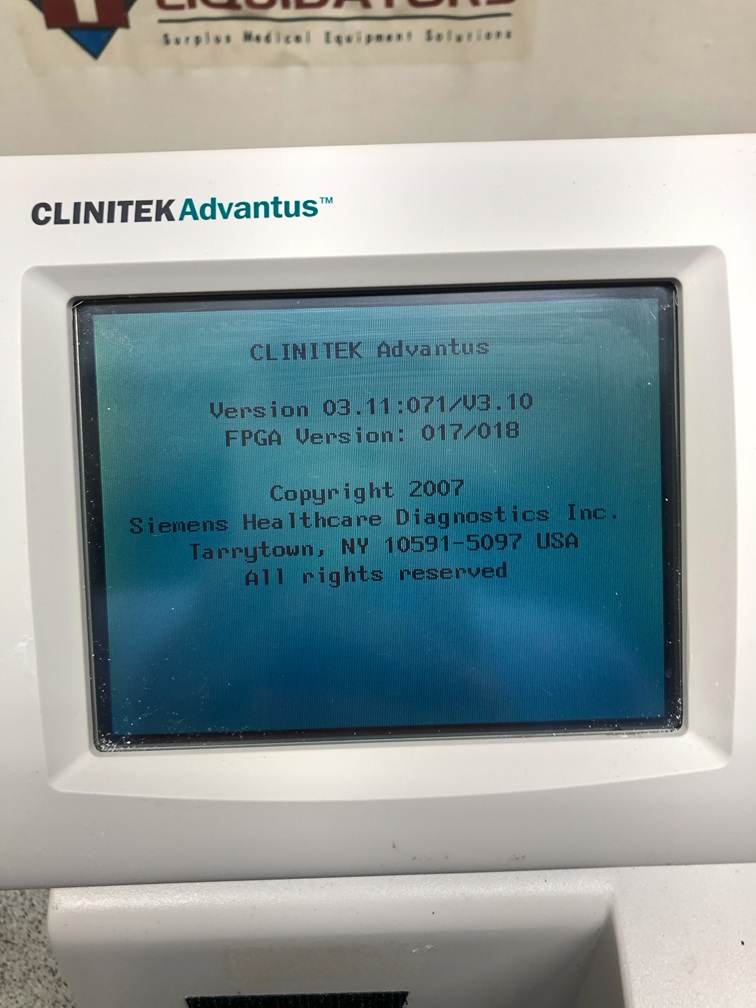 LIQUIDATORS
Surplus Medical Equipment Solutions
CLINITEK Advantus™
CLINITEK Advantus
Version 03.11:071/V3.10
FPGA Version: 017/018
Copyright 2007
Siemens Healthcare Diagnostics Inc.
Tarrytown, NY 10591-5097 USA
All rights reserved